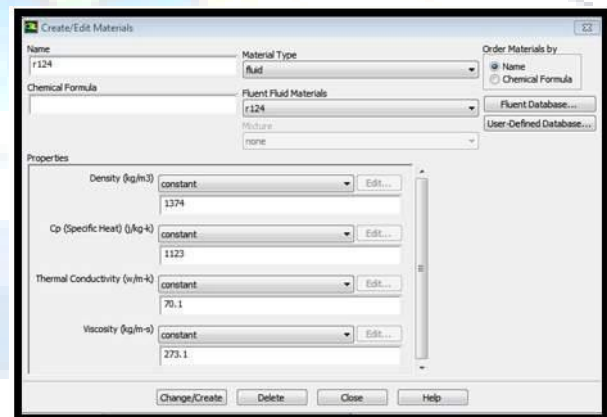 Create/Edit Materials
Name
r124
Material Type
fluid
Order Materials by
Name
Chemical Formula
Chemical Formula
Fluent Fluid Materials
r124
Fluent Database...
Mixture
none
User-Defined Database...
Properties
Density (kg/m3) constant Edit...
1374
Cp (Specific Heat) (j/kg-k) constant Edit...
1123
Thermal Conductivity (w/m-k) constant Edit...
70.1
Viscosity (kg/m-s) constant Edit...
273.1
Change/Create Delete Close Help